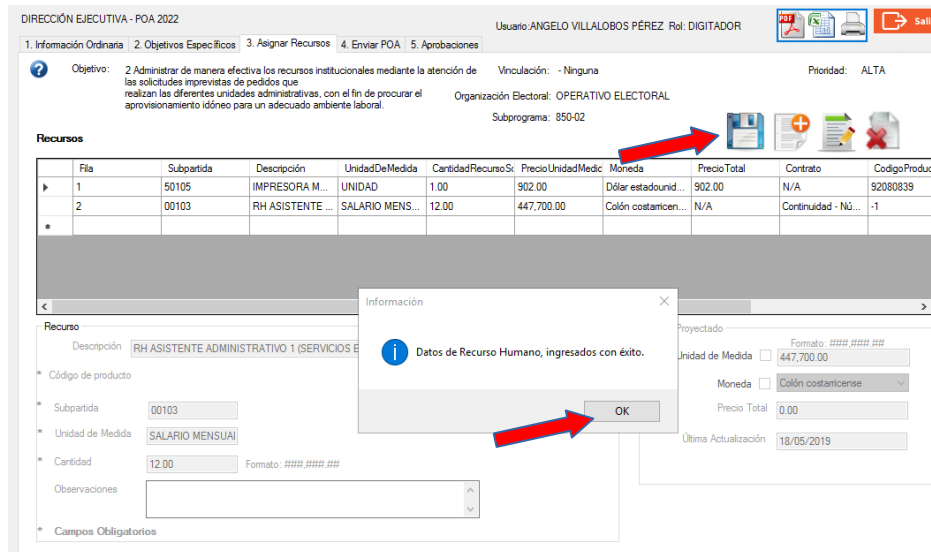 DIRECCIÓN EJECUTIVA - POA 2022
Usuario:ANGELO VILLALOBOS PÉREZ Rol: DIGITADOR
PDF
Sali
1. Información Ordinaria 2. Objetivos Específicos 3. Asignar Recursos 4. Enviar POA 5. Aprobaciones
Objetivo: 2 Administrar de manera efectiva los recursos institucionales mediante la atención de
las solicitudes imprevistas de pedidos que
realizan las diferentes unidades administrativas, con el fin de procurar el
aprovisionamiento idóneo para un adecuado ambiente laboral.
Vinculación: - Ninguna
Prioridad: ALTA
Organización Electoral: OPERATIVO ELECTORAL
Subprograma: 850-02
Recursos
Fila Subpartida Descripción UnidadDeMedida CantidadRecursoSc PrecioUnidadMedic Moneda PrecioTotal Contrato CodigoProduc
1 50105 IMPRESORA M... UNIDAD 1.00 902.00 Dólar estadounid... 902.00 N/A 92080839
2 00103 RH ASISTENTE ... SALARIO MENS... 12.00 447,700.00 Colón costarricen... N/A Continuidad - Nú... -1
Información
Datos de Recurso Humano, ingresados con éxito.
OK
Recurso
Descripción RH ASISTENTE ADMINISTRATIVO 1 (SERVICIOS E
* Código de producto
* Subpartida 00103
* Unidad de Medida SALARIO MENSUAl
* Cantidad 12.00 Formato: ###,###.##
Observaciones
* Campos Obligatorios
Proyectado
Formato: ###,###.##
Unidad de Medida 447,700.00
Moneda Colón costarricense
Precio Total 0.00
Última Actualización 18/05/2019